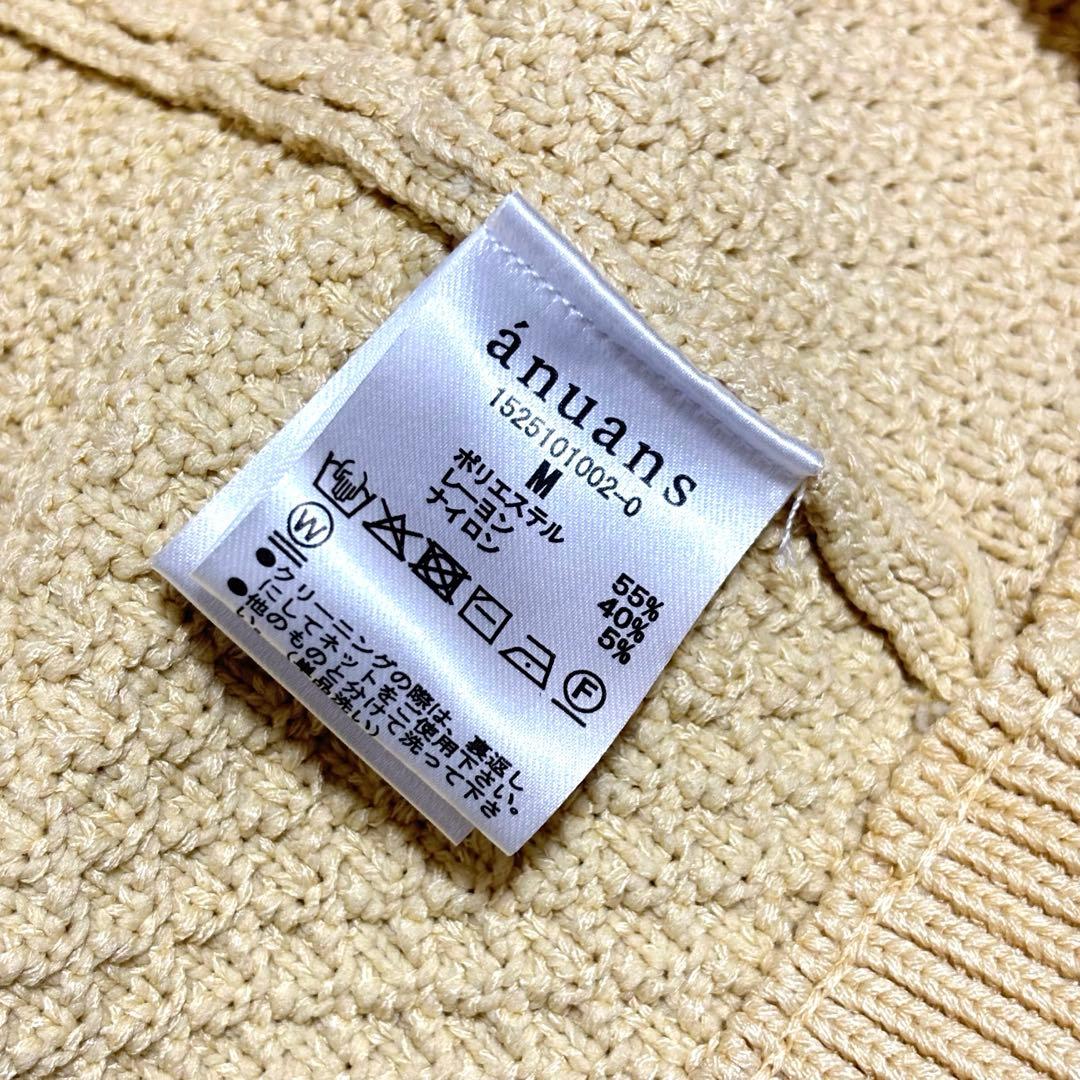 ánuans
1525101002-0
M
ポリエステル 55%
レーヨン 40%
ナイロン 5%
F
W
●クリーニングの際は、裏返し
にしてネットをご使用下さい。
●他のものと分けて洗って下さ
い。(単品洗い)